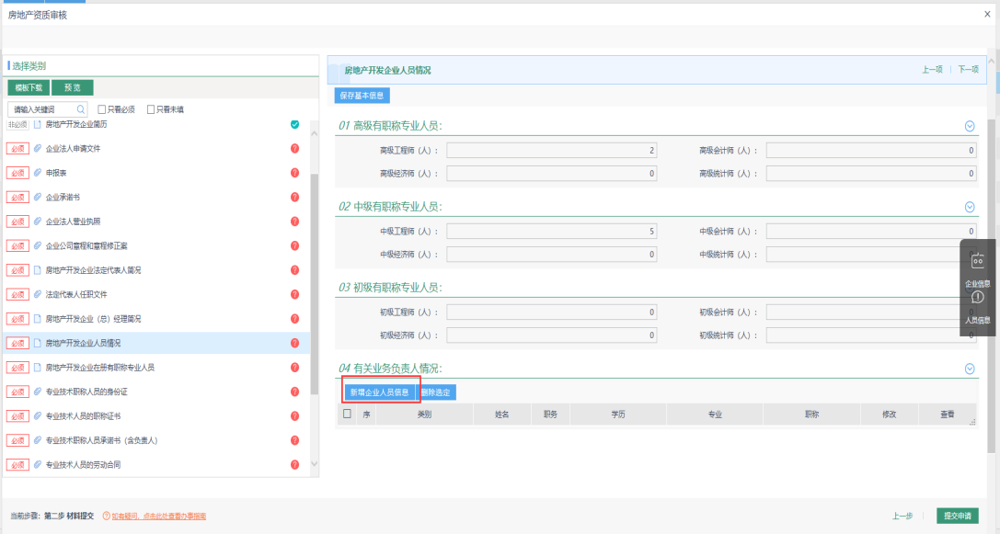 房地产资质审核
X
选择类别
模板下载 预 览
请输入关键词 只看必须 只看未填
非必须 房地产开发企业简历
必须 企业法人申请文件
必须 申报表
必须 企业承诺书
必须 企业法人营业执照
必须 企业公司章程和章程修正案
必须 房地产开发企业法定代表人简况
必须 法定代表人任职文件
必须 房地产开发企业（总）经理简况
必须 房地产开发企业人员情况
必须 房地产开发企业在册有职称专业人员
必须 专业技术职称人员的身份证
必须 专业技术人员的职称证书
必须 专业技术职称人员承诺书（含负责人）
必须 专业技术人员的劳动合同
房地产开发企业人员情况
上一项 下一项
保存基本信息
01 高级有职称专业人员:
高级工程师（人）: 2 高级会计师（人）: 0
高级经济师（人）: 0 高级统计师（人）: 0
02 中级有职称专业人员:
中级工程师（人）: 5 中级会计师（人）: 0
中级经济师（人）: 0 中级统计师（人）: 0
03 初级有职称专业人员:
初级工程师（人）: 0 初级会计师（人）: 0
初级经济师（人）: 0 初级统计师（人）: 0
04 有关业务负责人情况:
新增企业人员信息 删除选定
序 类别 姓名 职务 学历 专业 职称 修改 查看
企业信息
人员信息
当前步骤: 第二步 材料提交 如有疑问，点击此处查看办事指南
上一步 提交申请